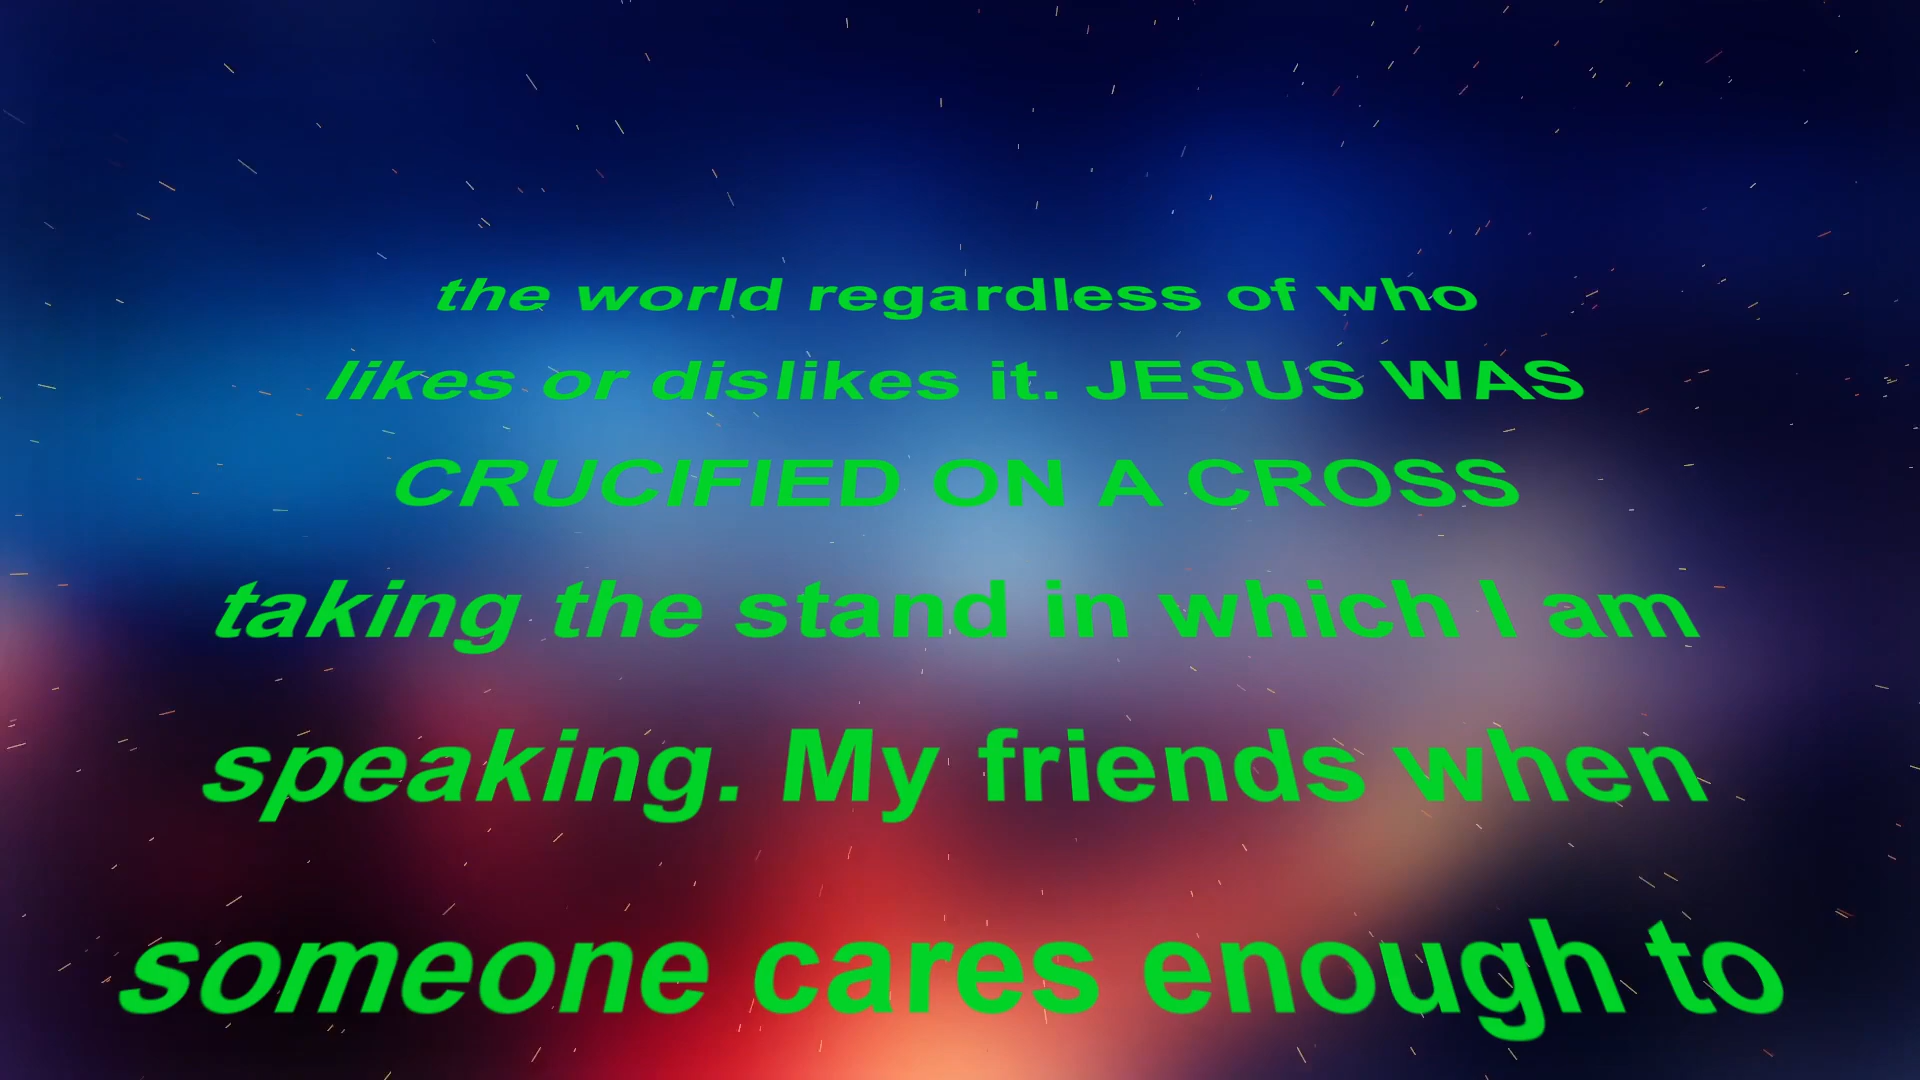 the world regardless of who
likes or dislikes it. JESUS WAS
CRUCIFIED ON A CROSS
taking the stand in which I am
speaking. My friends when
someone cares enough to